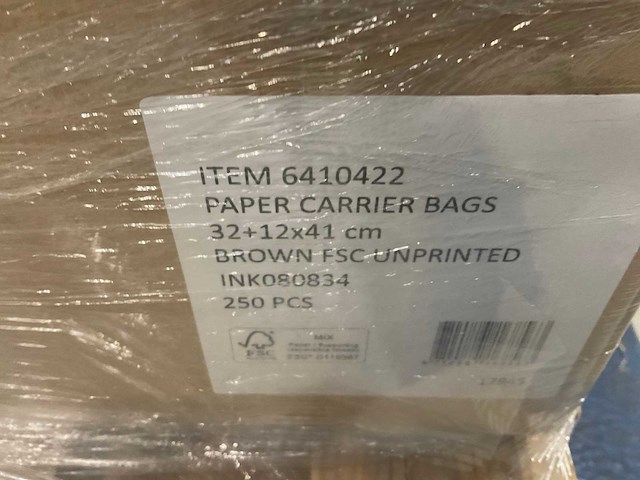 ITEM 6410422
PAPER CARRIER BAGS
32+12x41 cm
BROWN FSC UNPRINTED
INK080834
250 PCS
FSC
MIX